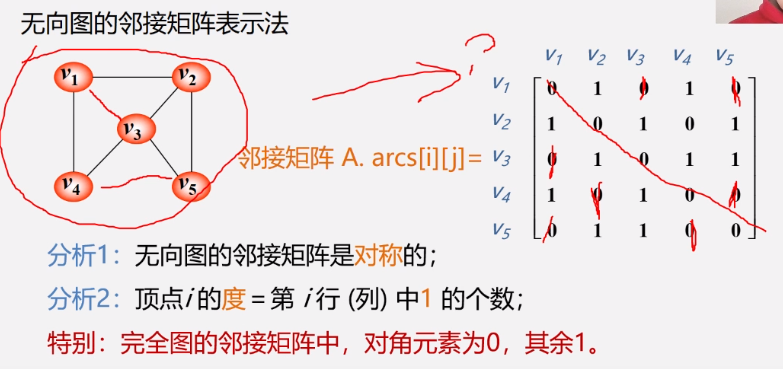 无向图的邻接矩阵表示法
v1 v2 v3 v4 v5
v1 v2
v3
v4 v5
邻接矩阵 A. arcs[i][j]=
v1 0 1 0 1 0
v2 1 0 1 0 1
v3 0 1 0 1 1
v4 1 0 1 0 0
v5 0 1 1 0 0
分析1：无向图的邻接矩阵是对称的；
分析2：顶点i 的度 = 第 i 行 (列) 中1 的个数；
特别：完全图的邻接矩阵中，对角元素为0，其余1。